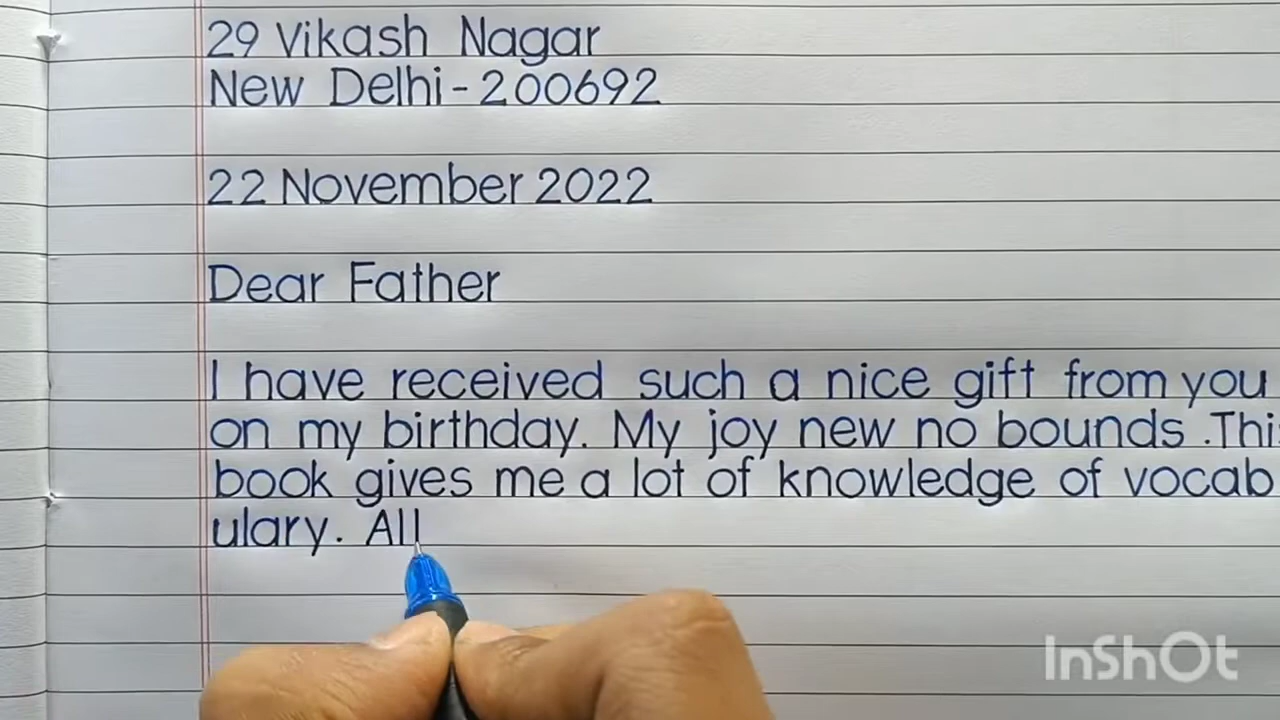 29 Vikash Nagar
New Delhi - 200692
22 November 2022
Dear Father
I have received such a nice gift from you
on my birthday. My joy new no bounds .This
book gives me a lot of knowledge of vocab
ulary. All
InShOt